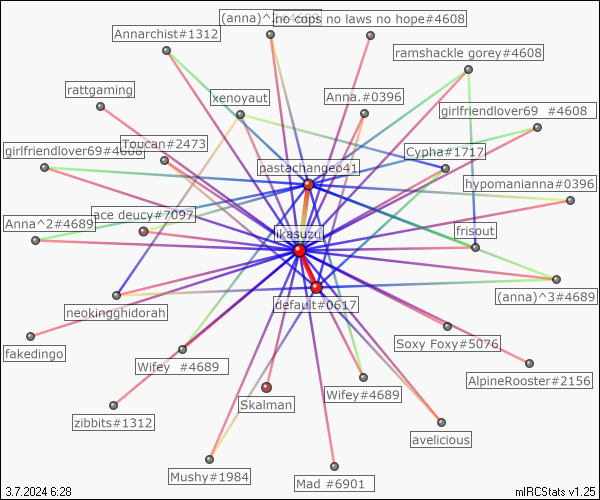 (anna)^2#4689
no cops no laws no hope#4608
Annarchist#1312
ramshackle gorey#4608
rattgaming
xenoyaut
Anna.#0396
girlfriendlover69 #4608
girlfriendlover69#4608
Toucan#2473
Cypha#1717
pastachangeo41
hypomanianna#0396
Anna^2#4689
ace deucy#7097
ikasuzu
frisout
(anna)^3#4689
neokingghidorah
default#0617
fakedingo
Wifey #4689
Soxy Foxy#5076
AlpineRooster#2156
Skalman
Wifey#4689
zibbits#1312
avelicious
Mushy#1984
Mad #6901
3.7.2024 6:28
mIRCStats v1.25